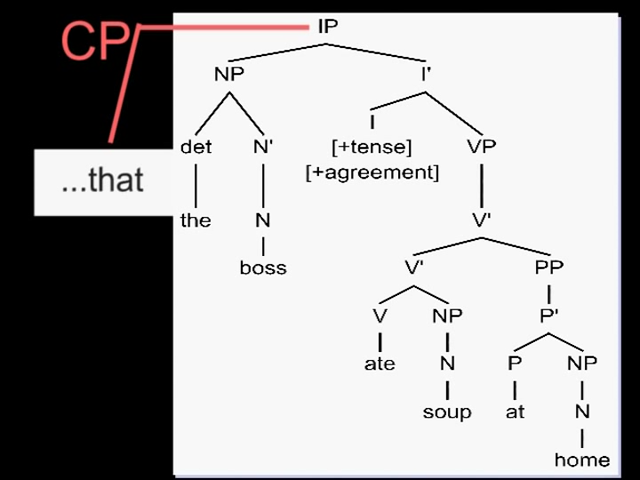 CP
IP
NP I'
det N' I VP
[+tense]
[+agreement]
...that
the N V'
boss V' PP
V NP P'
ate N P NP
soup at N
home